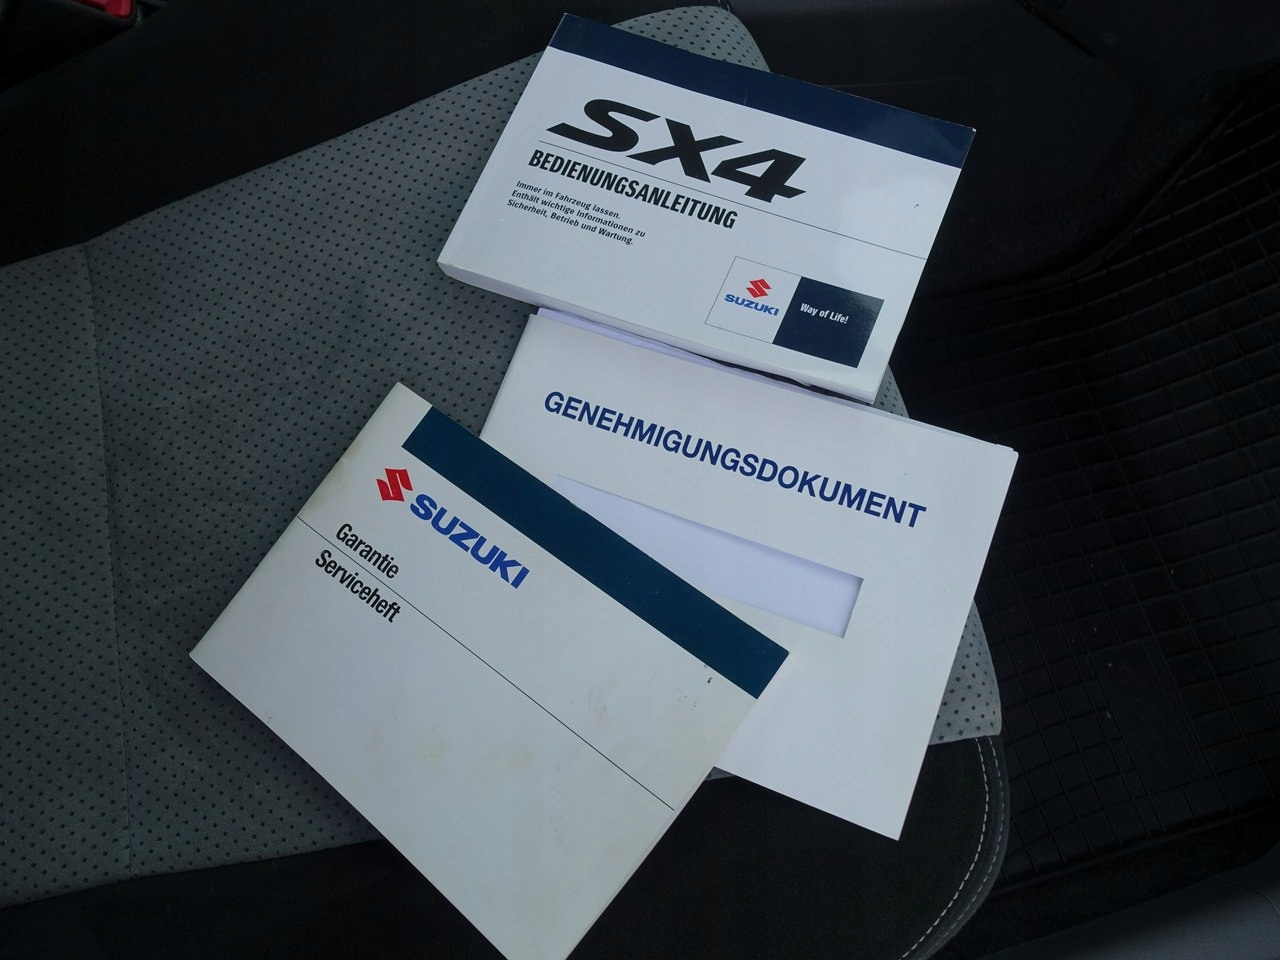 SX4
BEDIENUNGSANLEITUNG
Immer im Fahrzeug lassen.
Enthält wichtige Informationen zu
Sicherheit, Betrieb und Wartung.
SUZUKI
Way of Life!
GENEHMIGUNGSDOKUMENT
SUZUKI
Garantie
Serviceheft